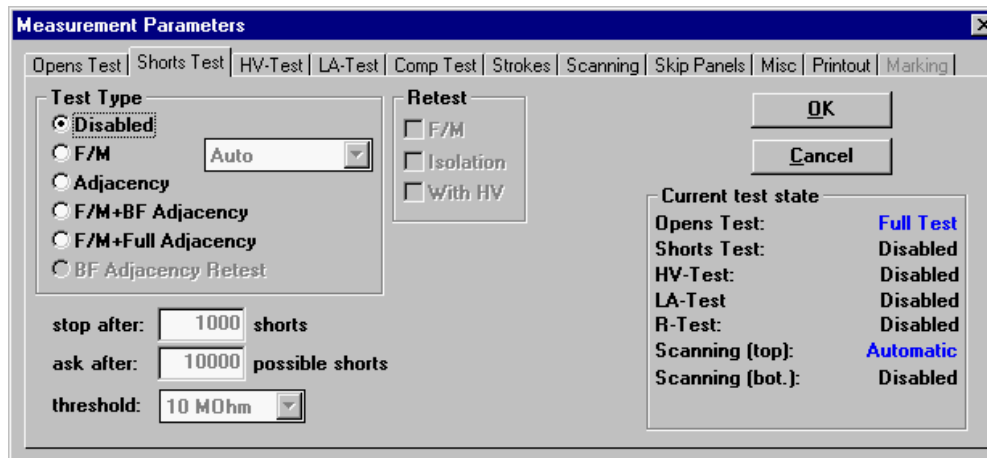 Measurement Parameters
Opens Test Shorts Test HV-Test LA-Test Comp Test Strokes Scanning Skip Panels Misc Printout Marking
Test Type
Disabled
F/M Auto
Adjacency
F/M+BF Adjacency
F/M+Full Adjacency
BF Adjacency Retest
Retest
F/M
Isolation
With HV
OK
Cancel
stop after: 1000 shorts
ask after: 10000 possible shorts
threshold: 10 MOhm
Current test state
Opens Test: Full Test
Shorts Test: Disabled
HV-Test: Disabled
LA-Test Disabled
R-Test: Disabled
Scanning (top): Automatic
Scanning (bot.): Disabled